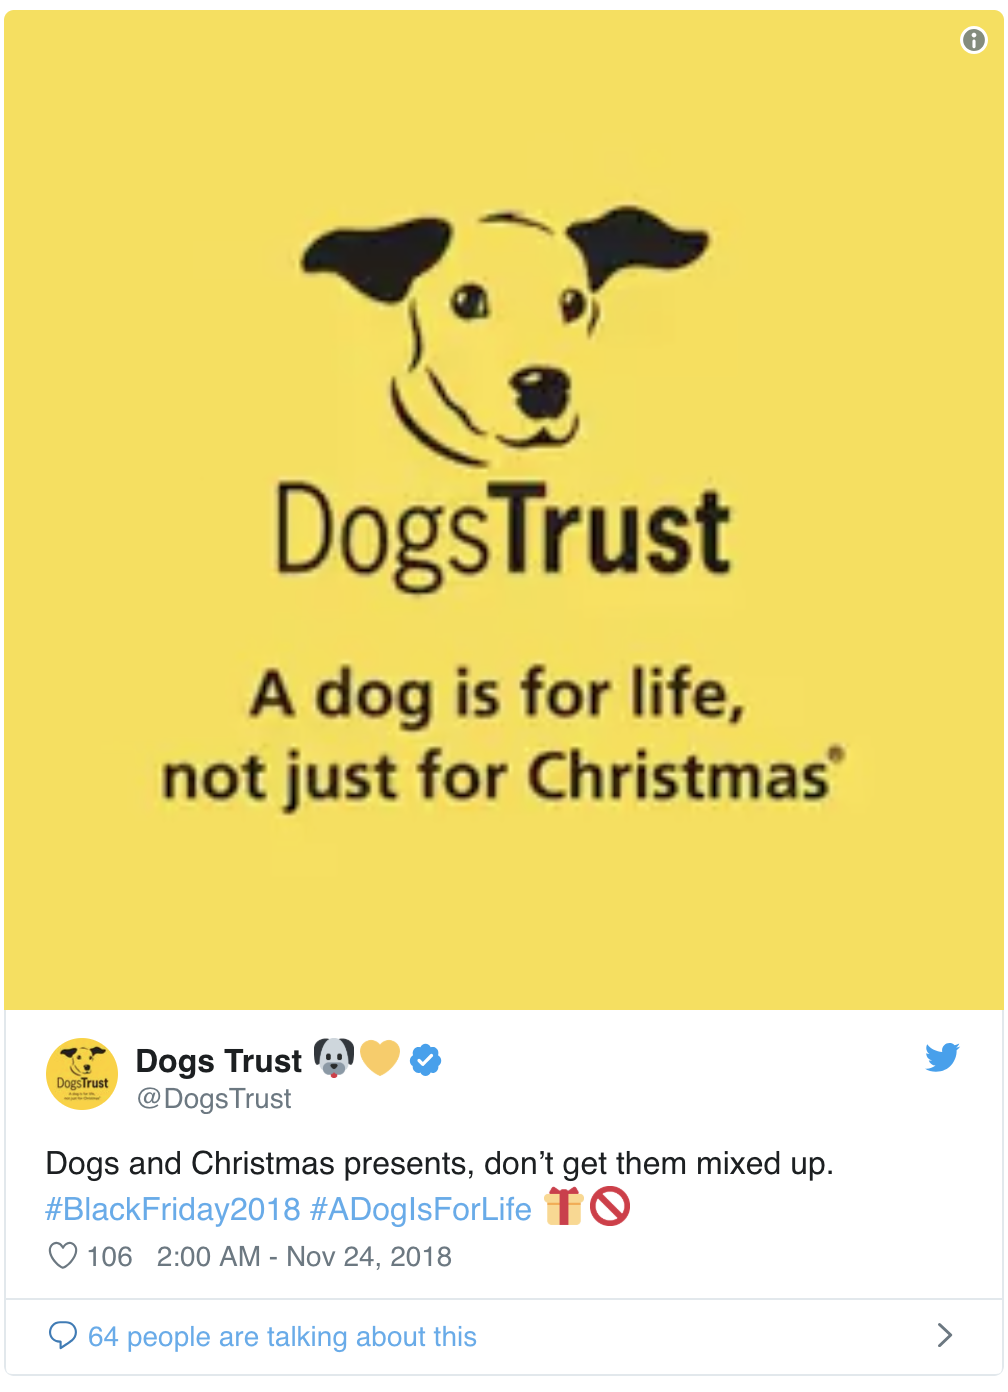 DogsTrust
A dog is for life,
not just for Christmas®
DogsTrust
Dogs Trust 🐶💛
@DogsTrust
Dogs and Christmas presents, don’t get them mixed up.
#BlackFriday2018 #ADogIsForLife 🎁🚫
106 2:00 AM - Nov 24, 2018
64 people are talking about this